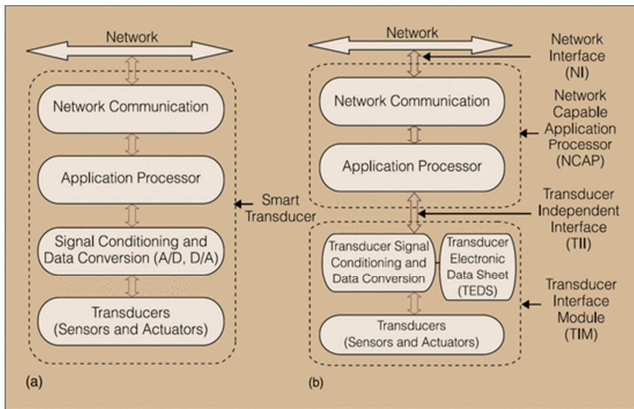 Network
Network Communication
Application Processor
Signal Conditioning and
Data Conversion (A/D, D/A)
Transducers
(Sensors and Actuators)
Smart
Transducer
(a)
Network
Network Communication
Application Processor
Transducer Signal
Conditioning and
Data Conversion
Transducer
Electronic
Data Sheet
(TEDS)
Transducers
(Sensors and Actuators)
(b)
Network
Interface
(NI)
Network
Capable
Application
Processor
(NCAP)
Transducer
Independent
Interface
(TII)
Transducer
Interface
Module
(TIM)